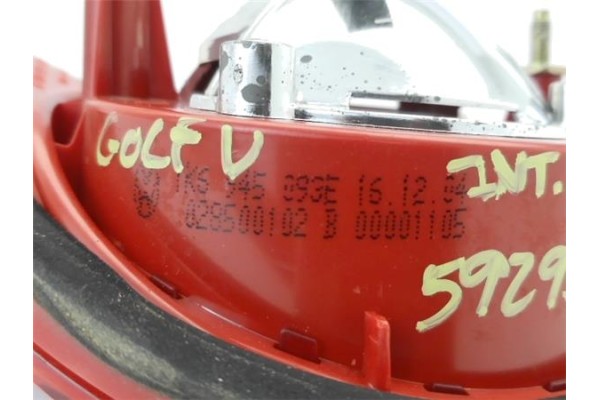 GOLF V
1K6 945 093E 16.12.04
INT.
028500102 B 00001105
5929